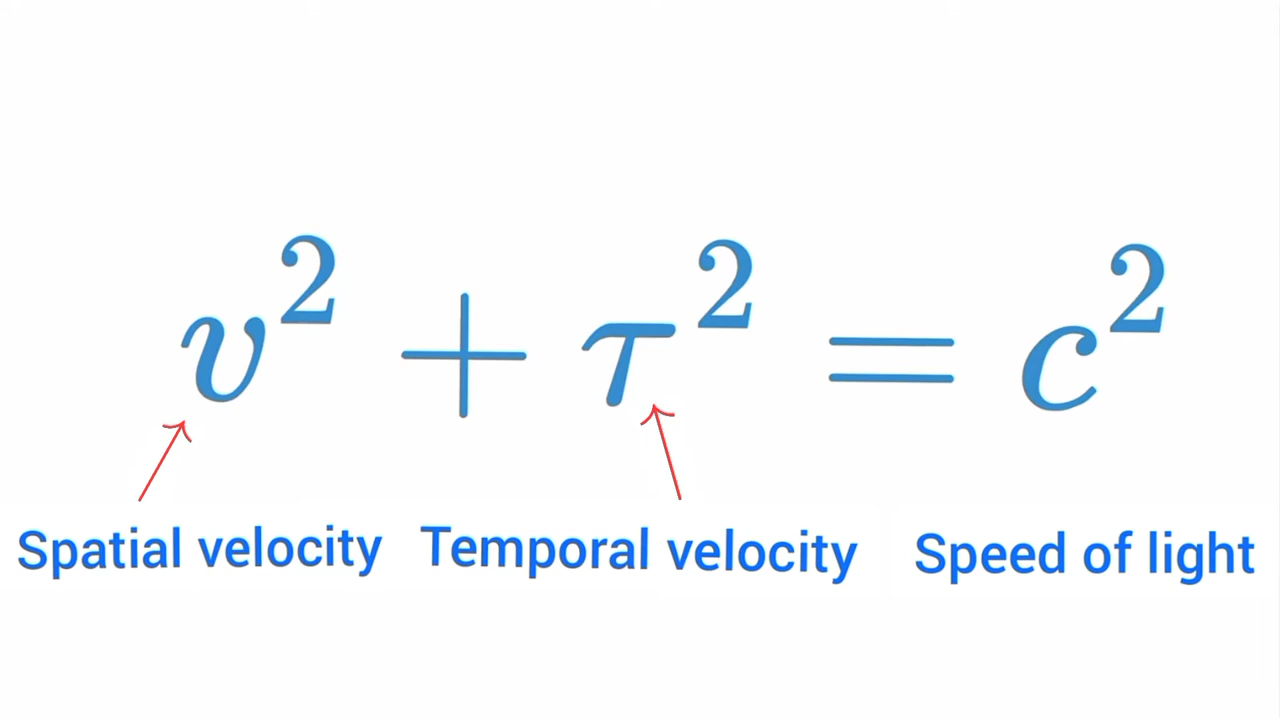 v² + τ² = c²
Spatial velocity Temporal velocity Speed of light